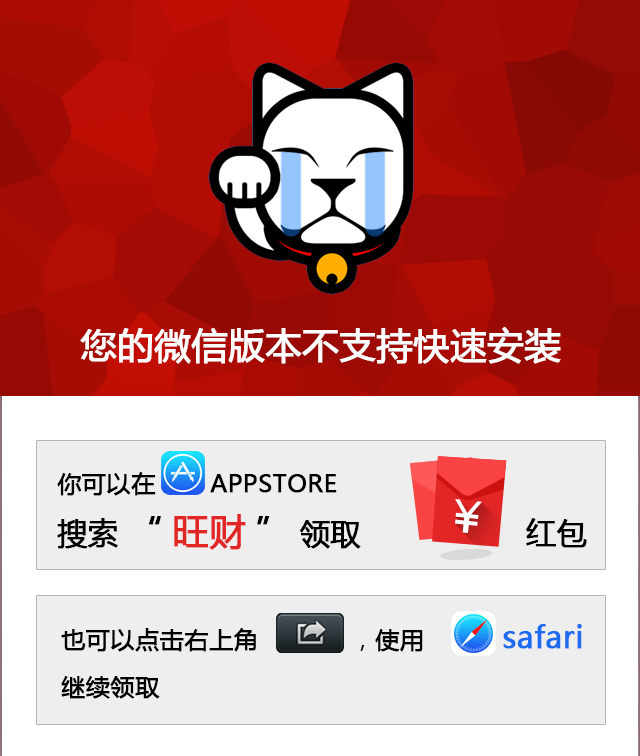 您的微信版本不支持快速安装
你可以在 APPSTORE
搜索 “旺财” 领取 ¥ 红包
也可以点击右上角 ，使用 safari
继续领取